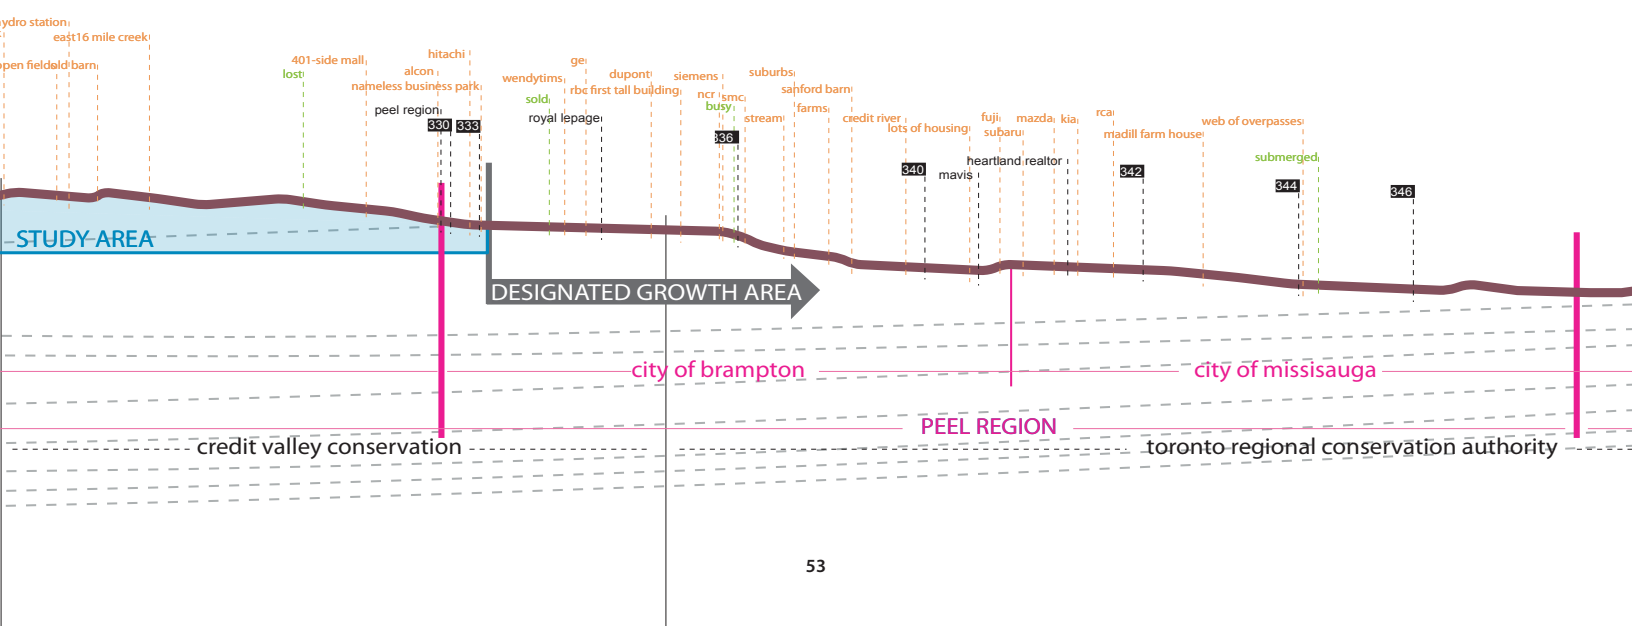 ydro station
east16 mile creek
pen fields
old barn
lost
401-side mall
hitachi
alcon
nameless business park
peel region
330
333
wendytims
ge
rbc first tall building
dupont
sold
royal lepage
siemens
ncr
smc
busy
336
suburbs
stream
sanford barn
farms
credit river
lots of housing
340
mavis
fuji
subaru
mazda
kia
heartland realtor
rca
madill farm house
342
web of overpasses
submerged
344
346
STUDY AREA
DESIGNATED GROWTH AREA
city of brampton
city of missisauga
PEEL REGION
credit valley conservation
toronto regional conservation authority
53